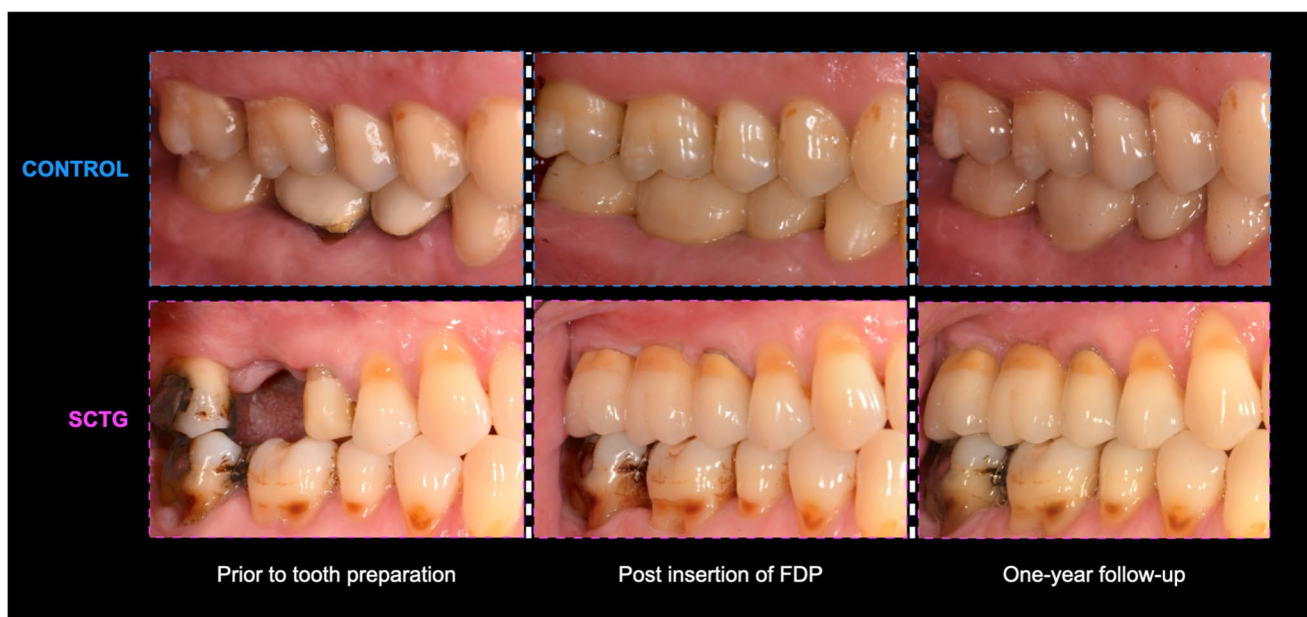 CONTROL
SCTG
Prior to tooth preparation
Post insertion of FDP
One-year follow-up